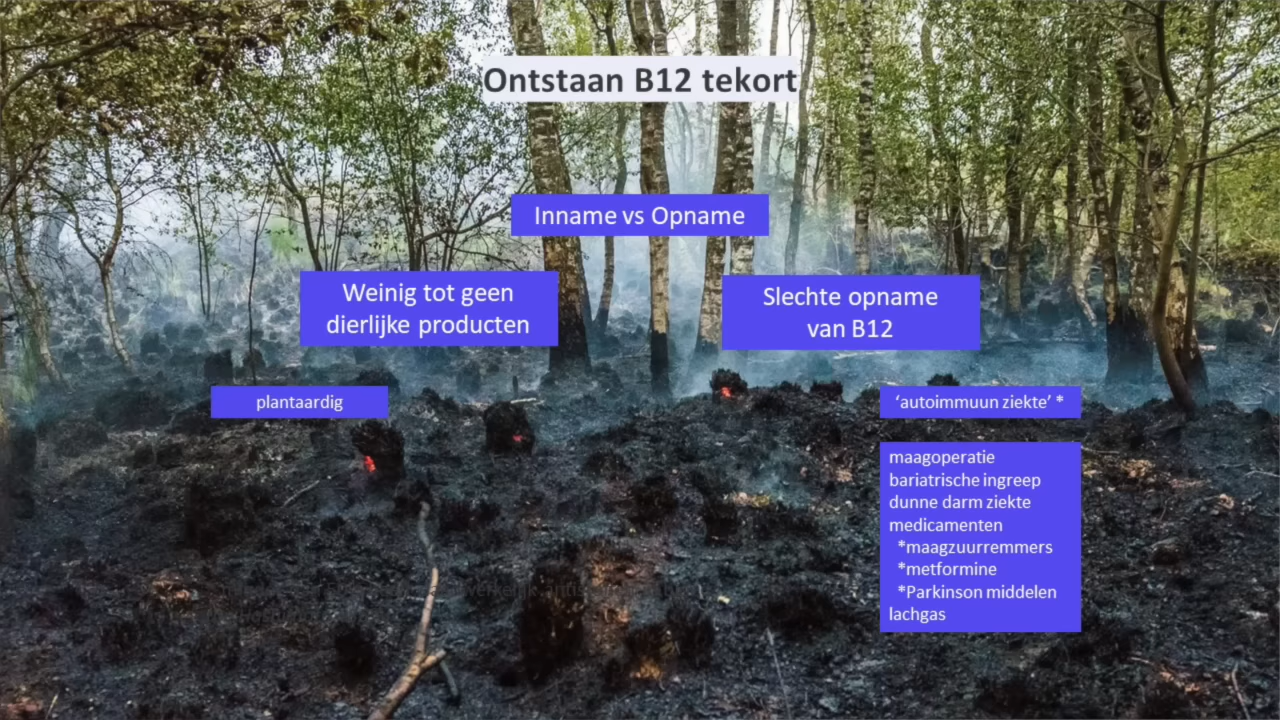 Ontstaan B12 tekort
Inname vs Opname
Weinig tot geen
dierlijke producten
Slechte opname
van B12
plantaardig
‘autoimmuun ziekte’ *
maagoperatie
bariatrische ingreep
dunne darm ziekte
medicamenten
*maagzuurremmers
*metformine
*Parkinson middelen
lachgas